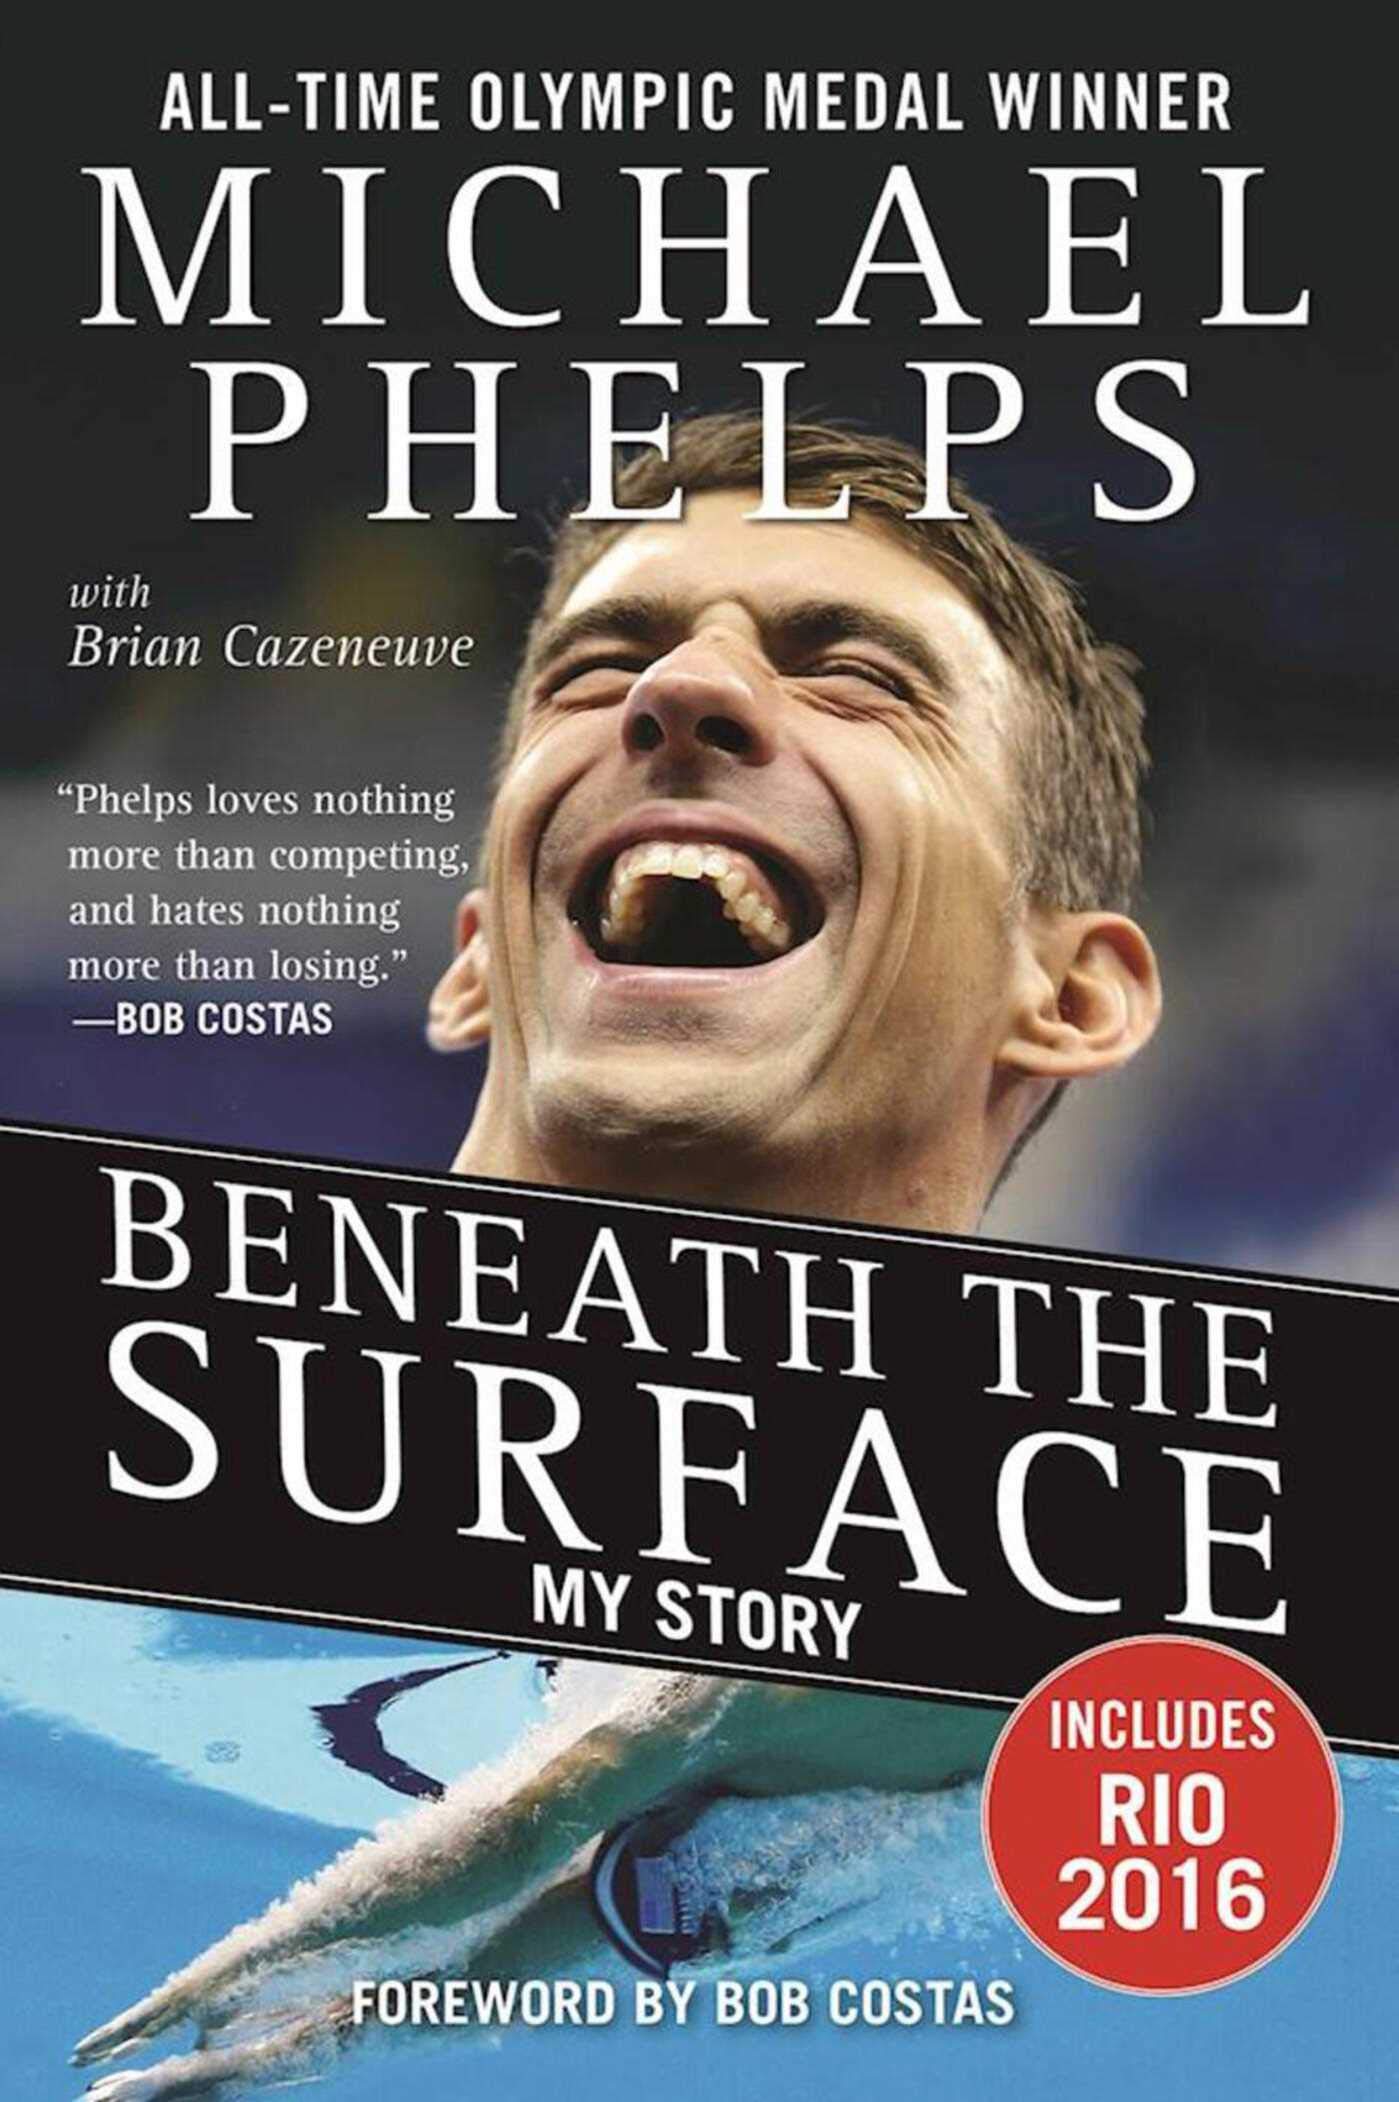 ALL-TIME OLYMPIC MEDAL WINNER
MICHAEL
PHELPS
with
Brian Cazeneuve
“Phelps loves nothing
more than competing,
and hates nothing
more than losing.”
—BOB COSTAS
BENEATH THE
SURFACE
MY STORY
INCLUDES
RIO
2016
FOREWORD BY BOB COSTAS